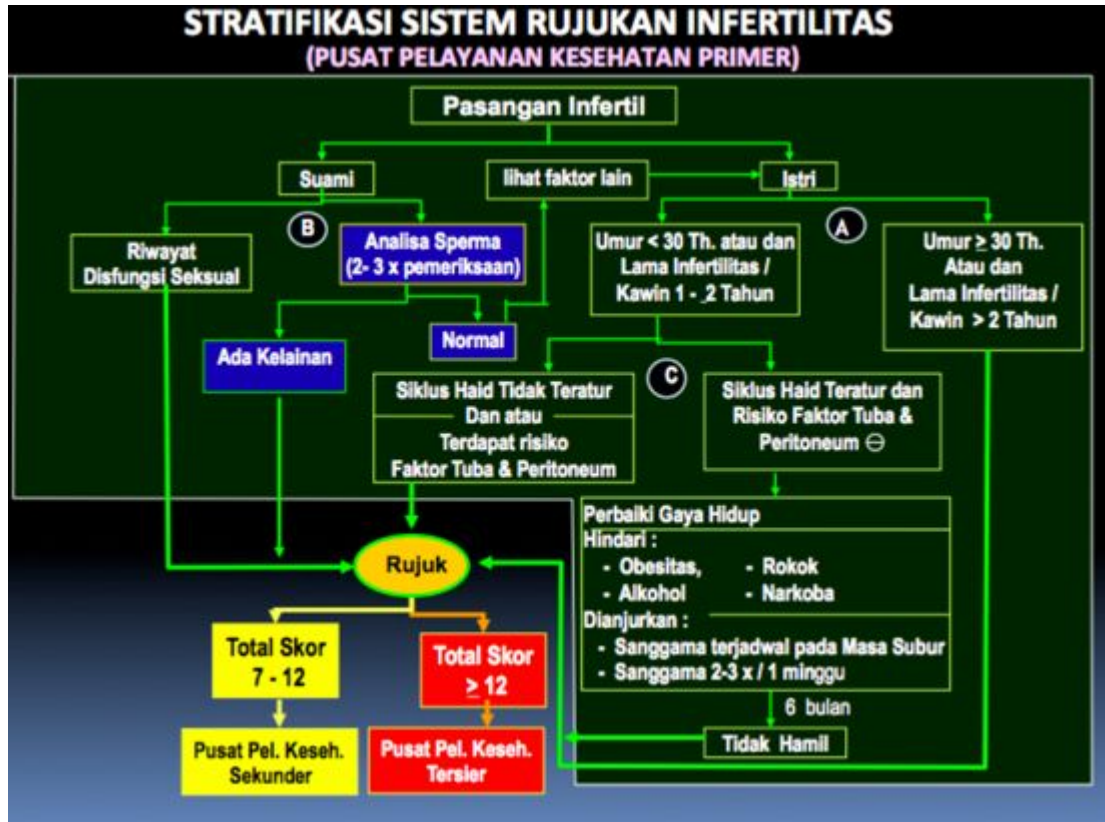 STRATIFIKASI SISTEM RUJUKAN INFERTILITAS
(PUSAT PELAYANAN KESEHATAN PRIMER)
Pasangan Infertil
Suami
lihat faktor lain
Istri
B
A
Riwayat
Disfungsi Seksual
Analisa Sperma
(2- 3 x pemeriksaan)
Umur < 30 Th. atau dan
Lama Infertilitas /
Kawin 1 - 2 Tahun
Umur ≥ 30 Th.
Atau dan
Lama Infertilitas /
Kawin > 2 Tahun
Normal
Ada Kelainan
C
Siklus Haid Tidak Teratur
Dan atau
Terdapat risiko
Faktor Tuba & Peritoneum
Siklus Haid Teratur dan
Risiko Faktor Tuba &
Peritoneum ⊖
Perbaiki Gaya Hidup
Hindari :
- Obesitas, - Rokok
- Alkohol - Narkoba
Dianjurkan :
- Sanggama terjadwal pada Masa Subur
- Sanggama 2-3 x / 1 minggu
6 bulan
Tidak Hamil
Rujuk
Total Skor
7 - 12
Total Skor
≥ 12
Pusat Pel. Keseh.
Sekunder
Pusat Pel. Keseh.
Tersier